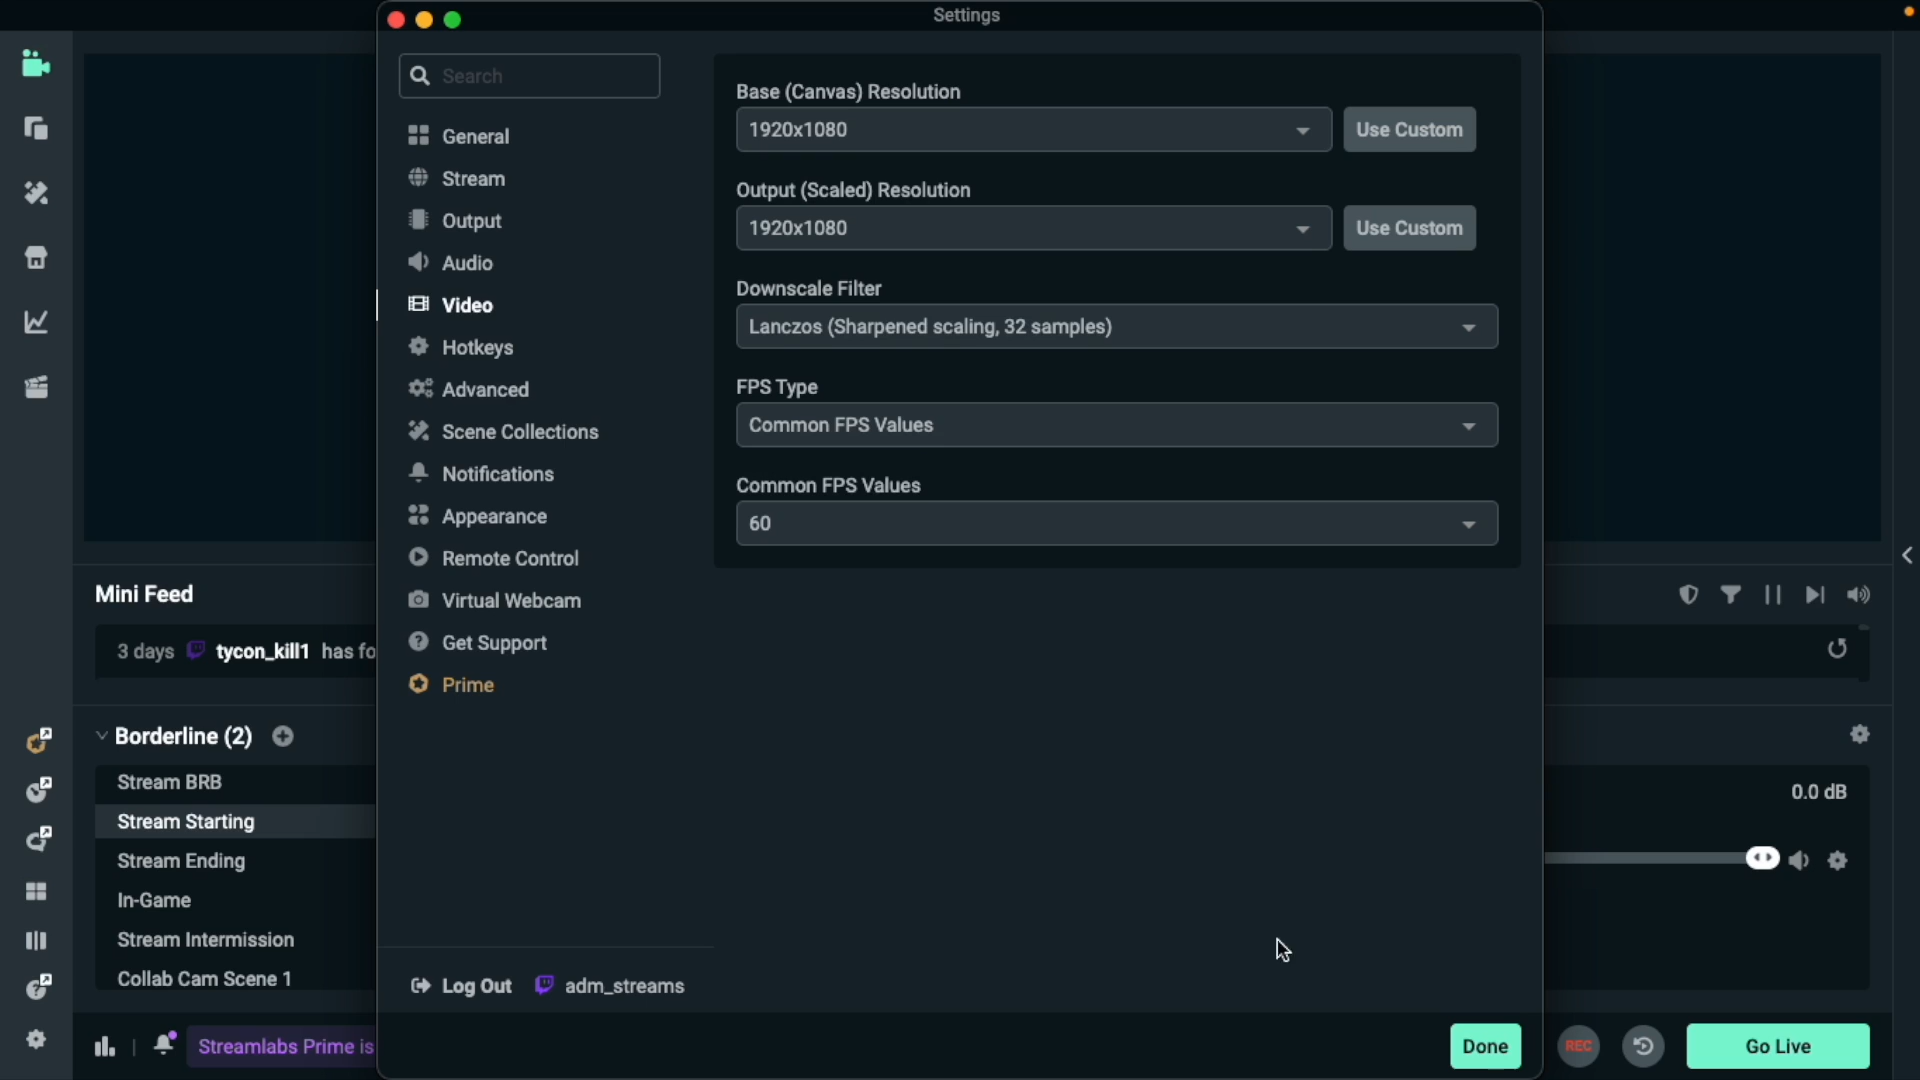 Settings
Search
General
Stream
Output
Audio
Video
Hotkeys
Advanced
Scene Collections
Notifications
Appearance
Remote Control
Virtual Webcam
Get Support
Prime
Log Out adm_streams
Base (Canvas) Resolution
1920x1080 Use Custom
Output (Scaled) Resolution
1920x1080 Use Custom
Downscale Filter
Lanczos (Sharpened scaling, 32 samples)
FPS Type
Common FPS Values
Common FPS Values
60
Done
Mini Feed
3 days tycon_kill1 has fo
Borderline (2)
Stream BRB
Stream Starting
Stream Ending
In-Game
Stream Intermission
Collab Cam Scene 1
0.0 dB
Streamlabs Prime is
REC
Go Live